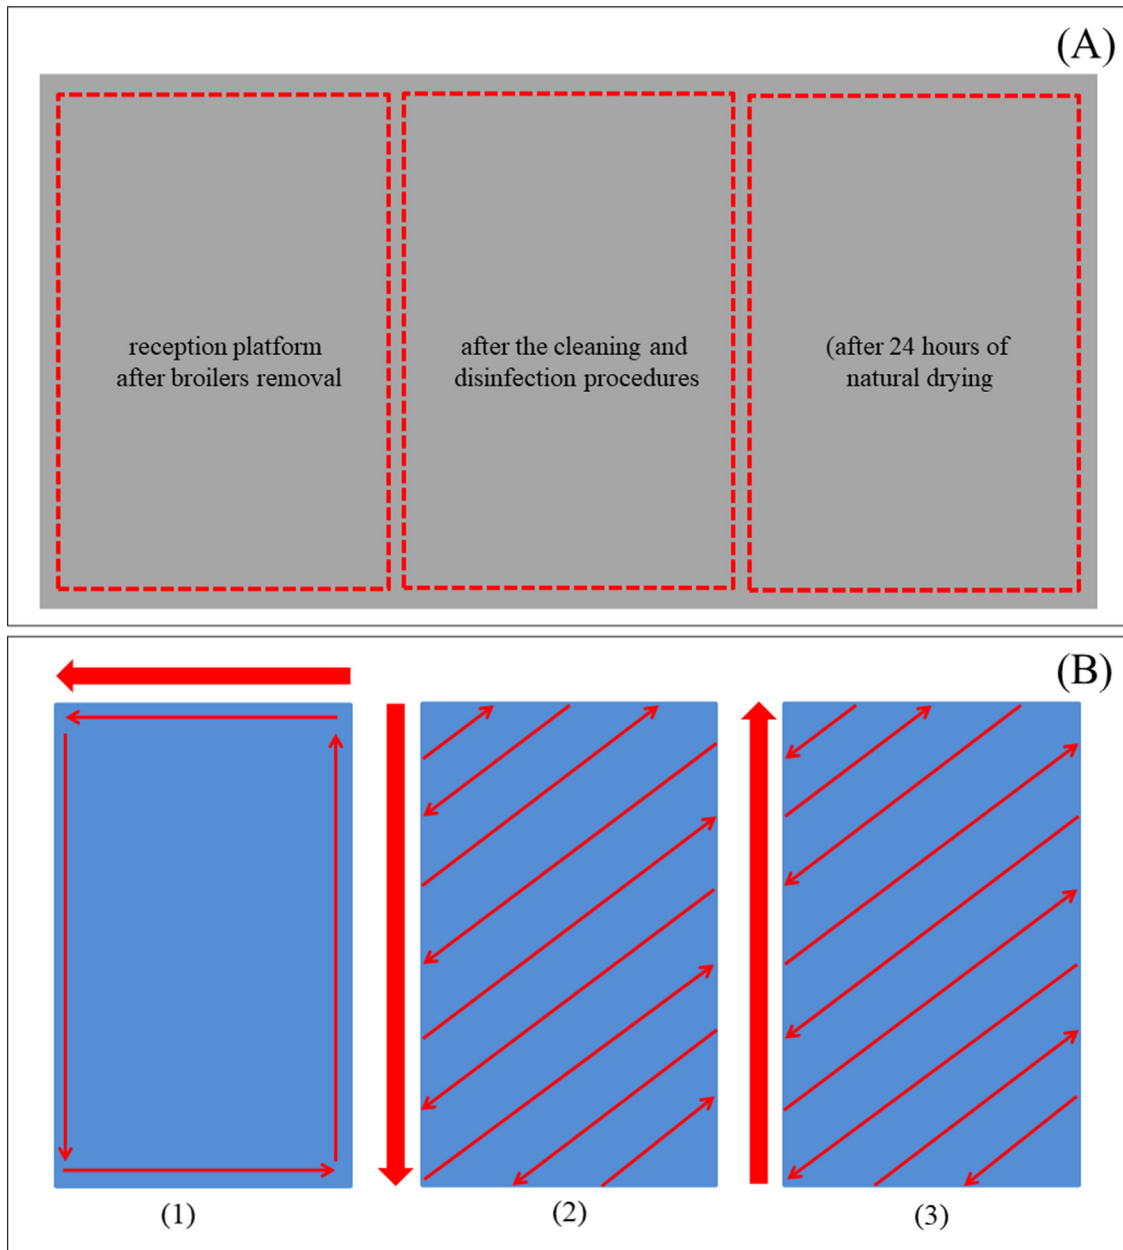 (A)
reception platform
after broilers removal
after the cleaning and
disinfection procedures
(after 24 hours of
natural drying
(B)
(1)
(2)
(3)